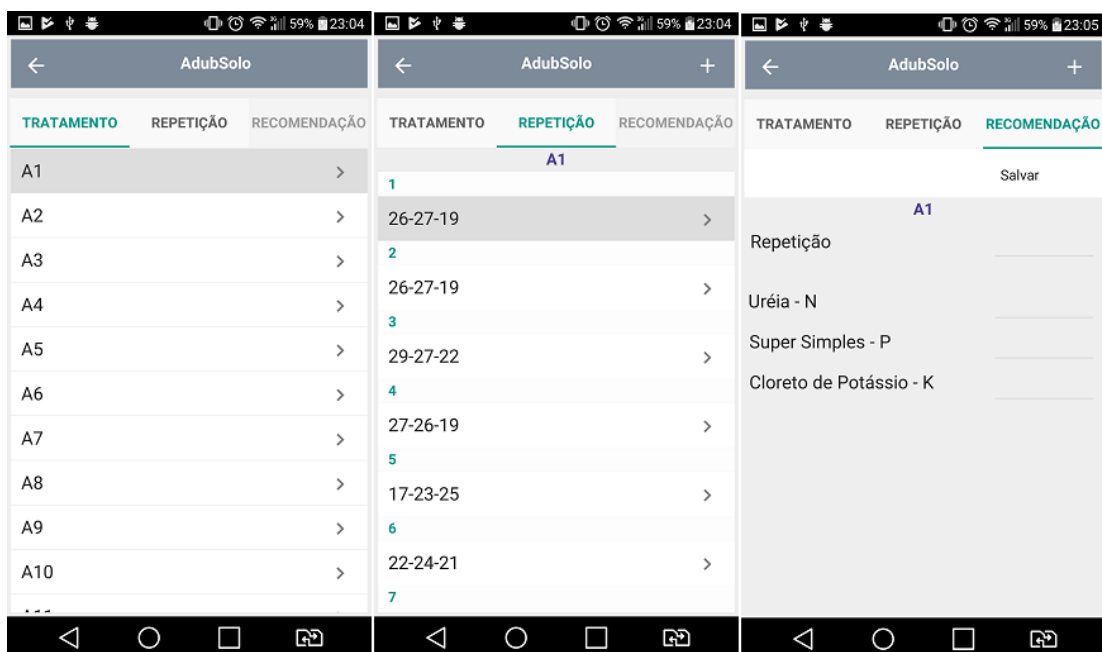 59% 23:04
AdubSolo
TRATAMENTO REPETIÇÃO RECOMENDAÇÃO
A1
A2
A3
A4
A5
A6
A7
A8
A9
A10
59% 23:04
AdubSolo +
TRATAMENTO REPETIÇÃO RECOMENDAÇÃO
A1
1
26-27-19
2
26-27-19
3
29-27-22
4
27-26-19
5
17-23-25
6
22-24-21
7
59% 23:05
AdubSolo +
TRATAMENTO REPETIÇÃO RECOMENDAÇÃO
Salvar
A1
Repetição
Uréia - N
Super Simples - P
Cloreto de Potássio - K